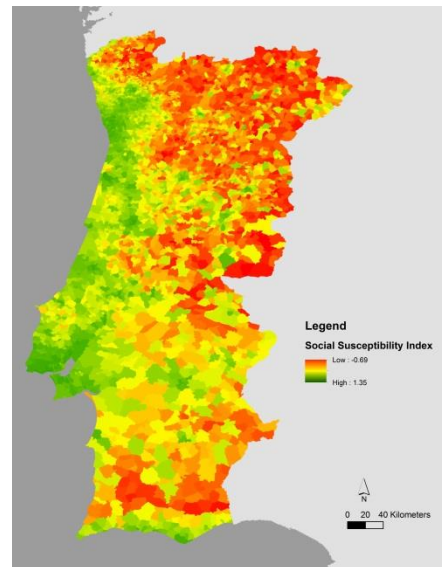 Legend
Social Susceptibility Index
Low : -0.69
High : 1.35
N
0 20 40 Kilometers